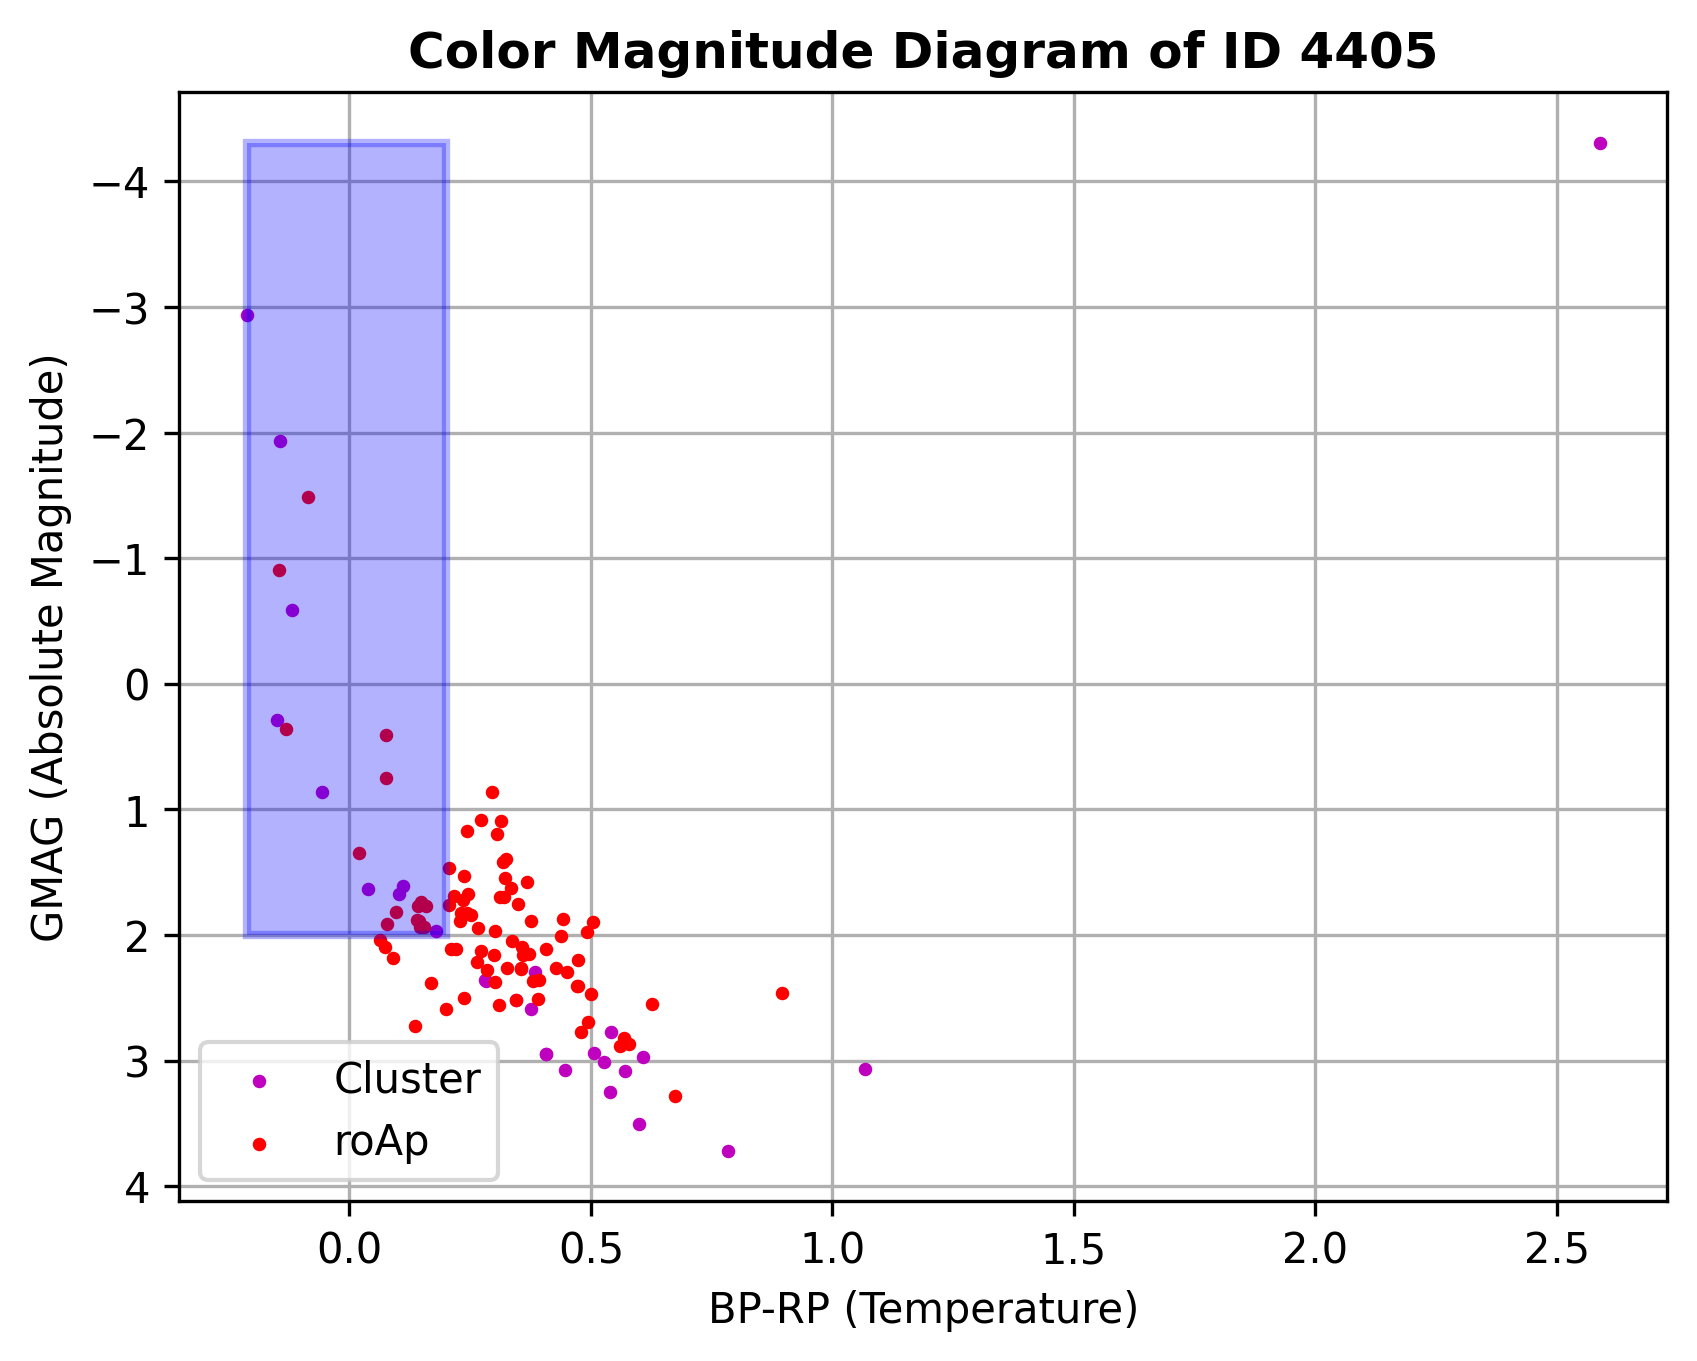 Color Magnitude Diagram of ID 4405
GMAG (Absolute Magnitude)
−4
−3
−2
−1
0
1
2
3
4
Cluster
roAp
0.0 0.5 1.0 1.5 2.0 2.5
BP-RP (Temperature)